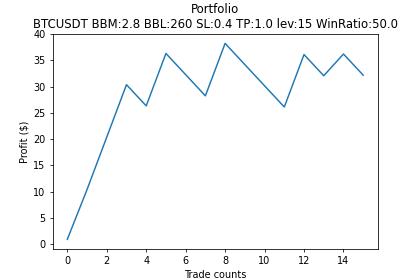 Portfolio
BTCUSDT BBM:2.8 BBL:260 SL:0.4 TP:1.0 lev:15 WinRatio:50.0
40
35
30
25
20
15
10
5
0
Profit ($)
0 2 4 6 8 10 12 14
Trade counts